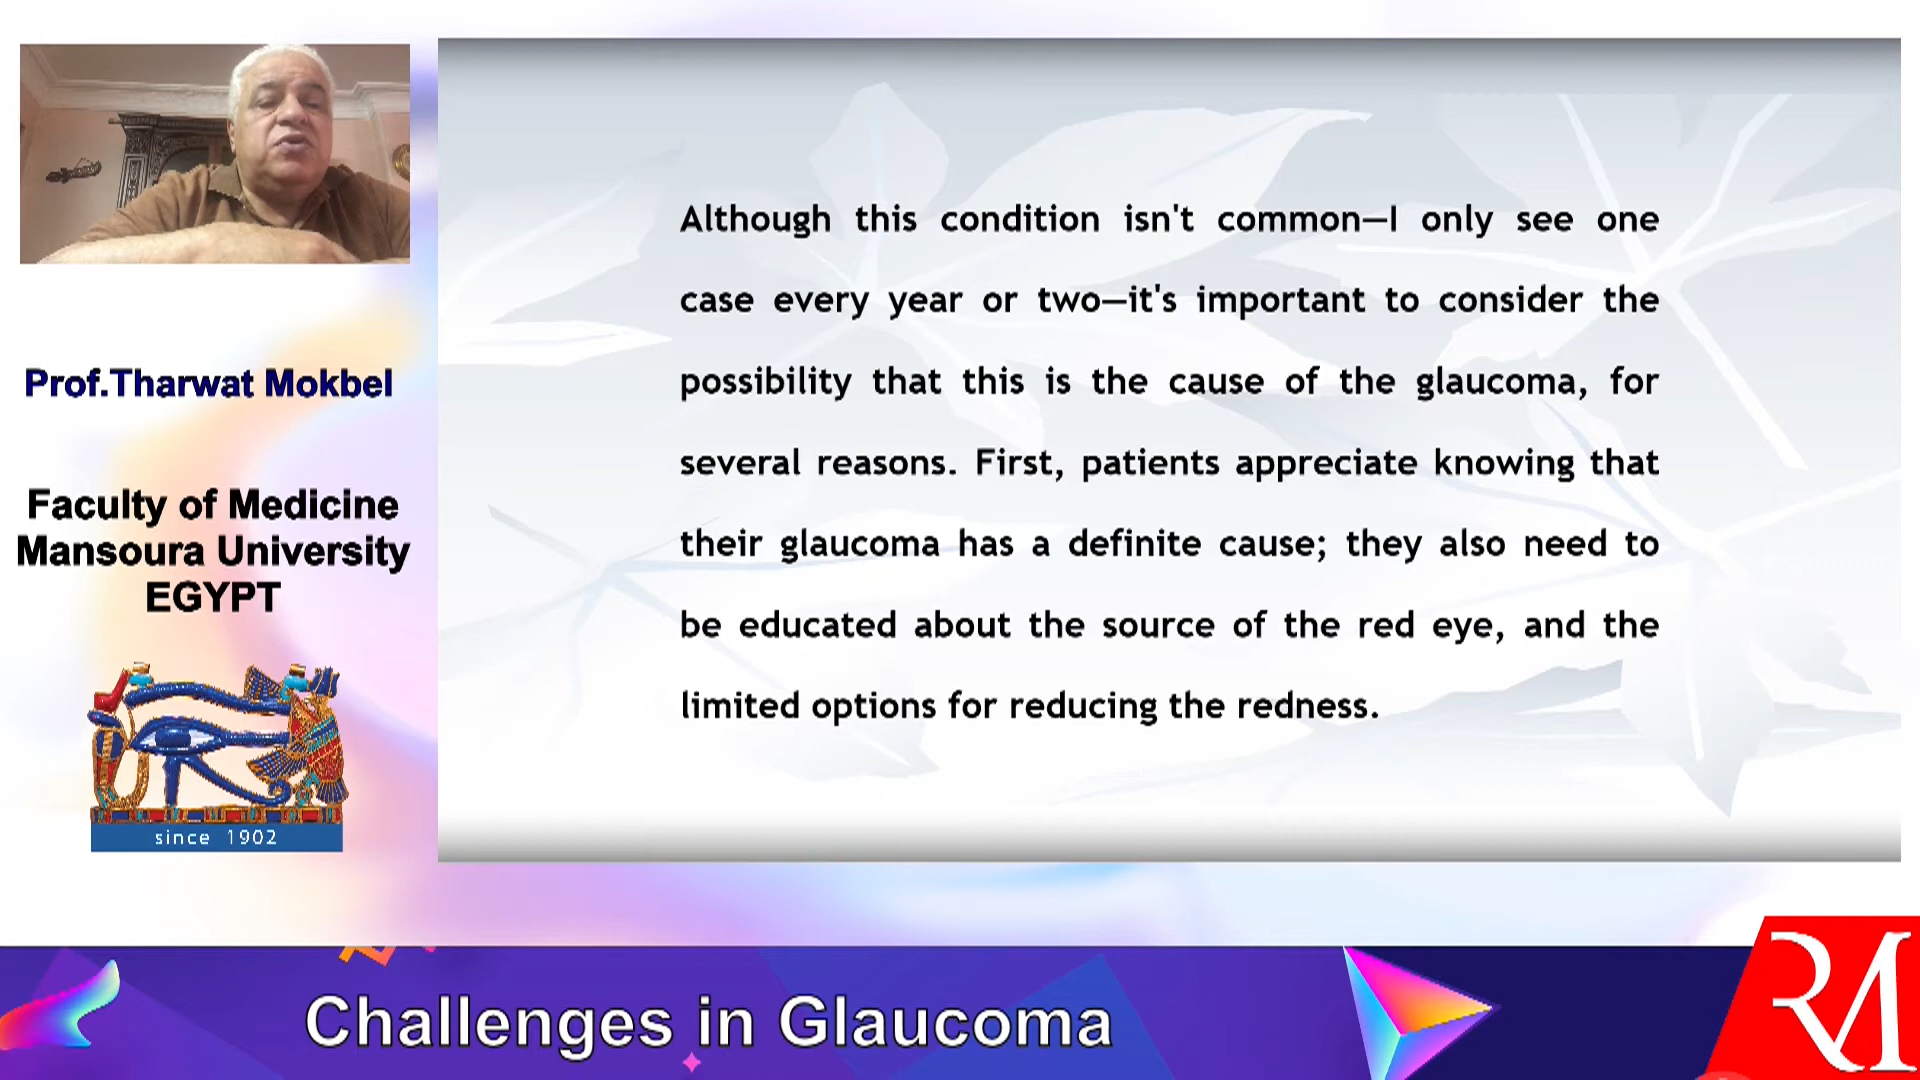 Although this condition isn't common—I only see one
case every year or two—it's important to consider the
possibility that this is the cause of the glaucoma, for
several reasons. First, patients appreciate knowing that
their glaucoma has a definite cause; they also need to
be educated about the source of the red eye, and the
limited options for reducing the redness.
Prof.Tharwat Mokbel
Faculty of Medicine
Mansoura University
EGYPT
since 1902
Challenges in Glaucoma
RM